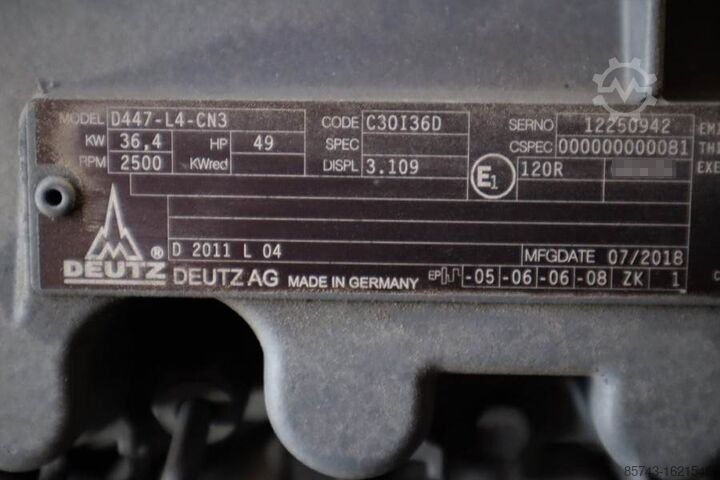 MODEL D447-L4-CN3 CODE C30I36D SERNO 12250942
KW 36,4 HP 49 SPEC CSPEC 000000000081
RPM 2500 KWred DISPL 3.109 E1 120R
D 2011 L 04 MFGDATE 07/2018
DEUTZ ® DEUTZ AG MADE IN GERMANY EP -05 -06 -06 -08 ZK 1
85743-162154